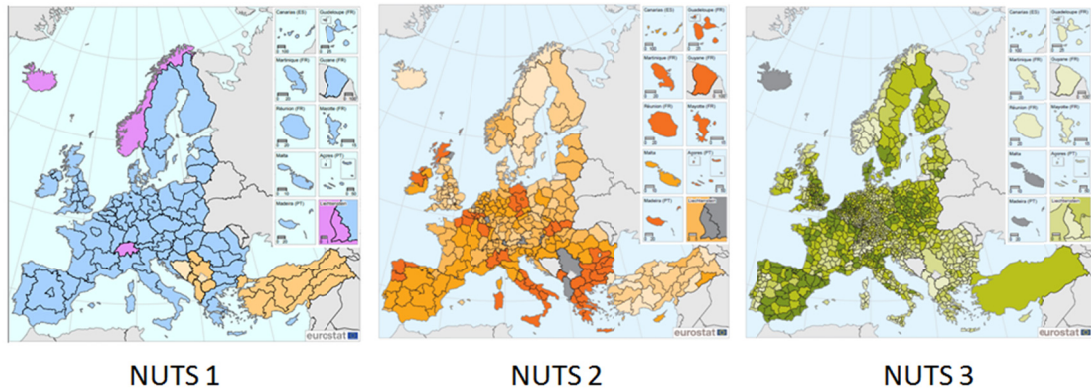 Canarias (ES)
Guadeloupe (FR)
Martinique (FR)
Guyane (FR)
Réunion (FR)
Mayotte (FR)
Malta
Açores (PT)
Madeira (PT)
Liechtenstein
eurostat
Canarias (ES)
Guadeloupe (FR)
Martinique (FR)
Guyane (FR)
Réunion (FR)
Mayotte (FR)
Malta
Açores (PT)
Madeira (PT)
Liechtenstein
eurostat
Canarias (ES)
Guadeloupe (FR)
Martinique (FR)
Guyane (FR)
Réunion (FR)
Mayotte (FR)
Malta
Açores (PT)
Madeira (PT)
Liechtenstein
eurostat
NUTS 1
NUTS 2
NUTS 3